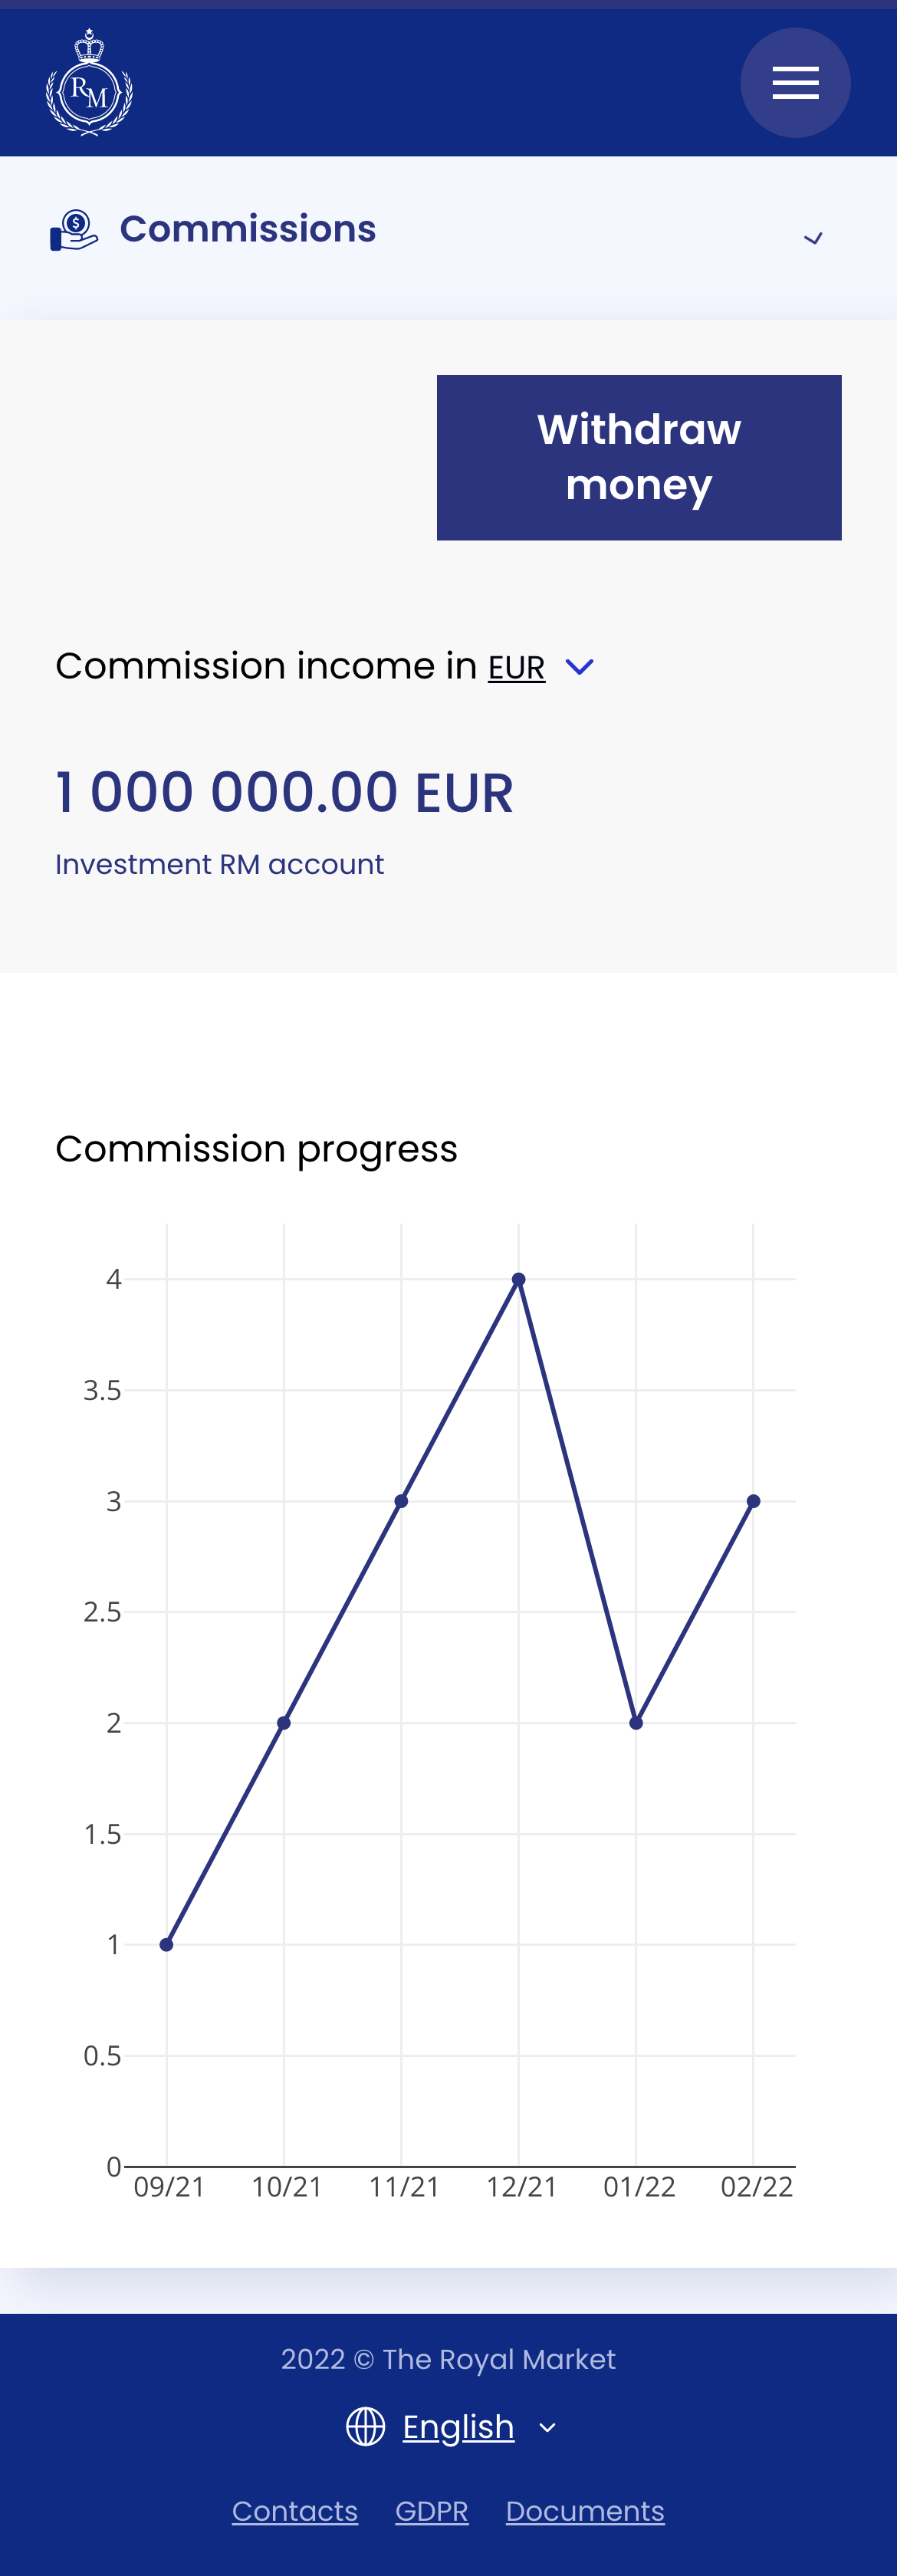 RM
Commissions
Withdraw
money
Commission income in EUR
1 000 000.00 EUR
Investment RM account
Commission progress
4
3.5
3
2.5
2
1.5
1
0.5
0
09/21 10/21 11/21 12/21 01/22 02/22
2022 © The Royal Market
English
Contacts GDPR Documents